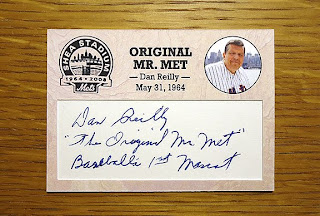 SHEA STADIUM
1964 • 2008
Mets
ORIGINAL
MR. MET
— Dan Reilly —
May 31, 1964
Dan Reilly
"The Original Mr Met"
Baseball's 1st Mascot